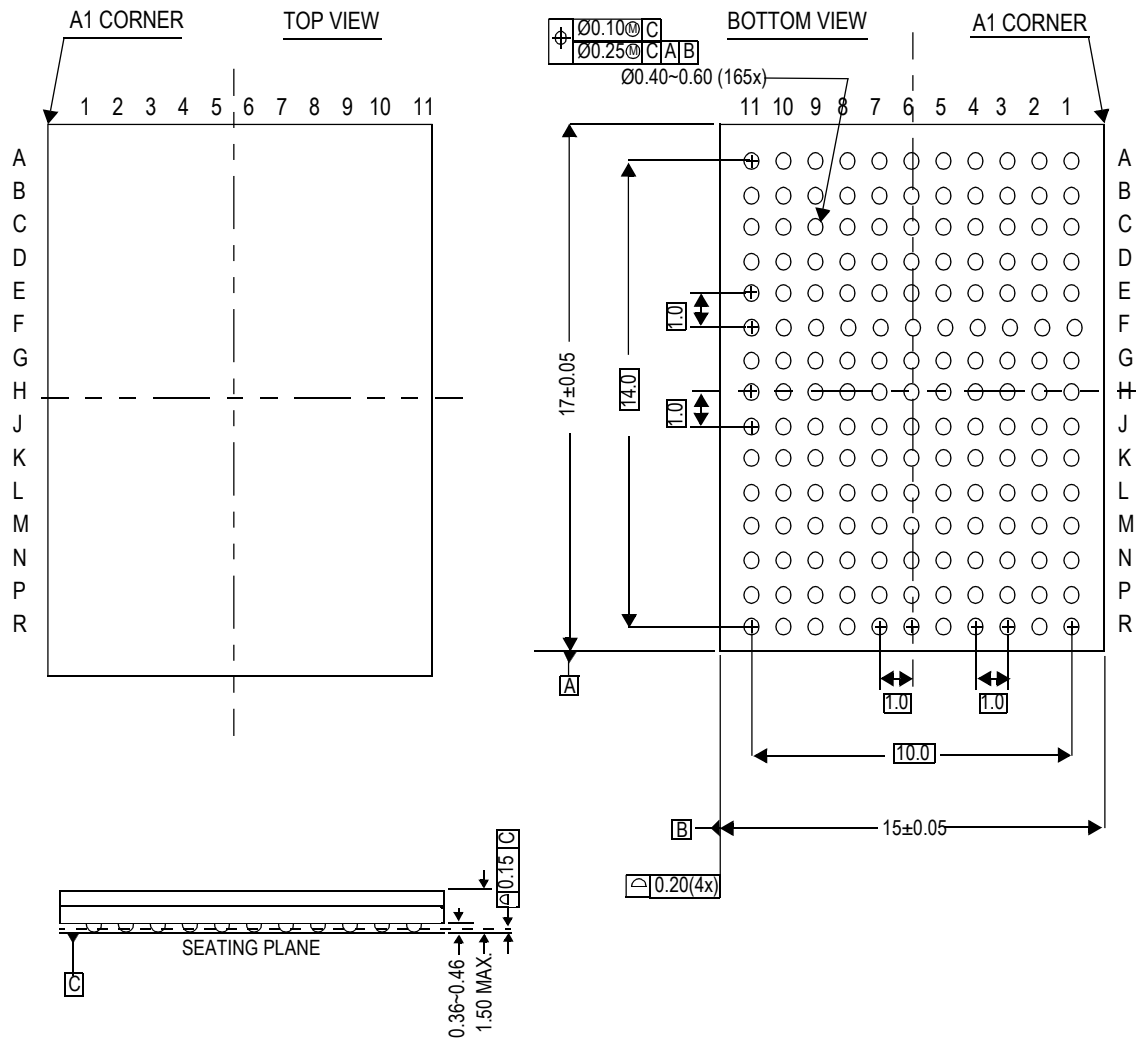 A1 CORNER
TOP VIEW
1 2 3 4 5 6 7 8 9 10 11
A
B
C
D
E
F
G
H
J
K
L
M
N
P
R
Ø0.10Ⓜ C
Ø0.25Ⓜ C A B
Ø0.40~0.60 (165x)
BOTTOM VIEW
A1 CORNER
11 10 9 8 7 6 5 4 3 2 1
A
B
C
D
E
F
G
H
J
K
L
M
N
P
R
1.0
1.0
14.0
17±0.05
A
1.0
1.0
10.0
B
15±0.05
0.20(4x)
SEATING PLANE
C
0.36~0.46
1.50 MAX.
0.15 C